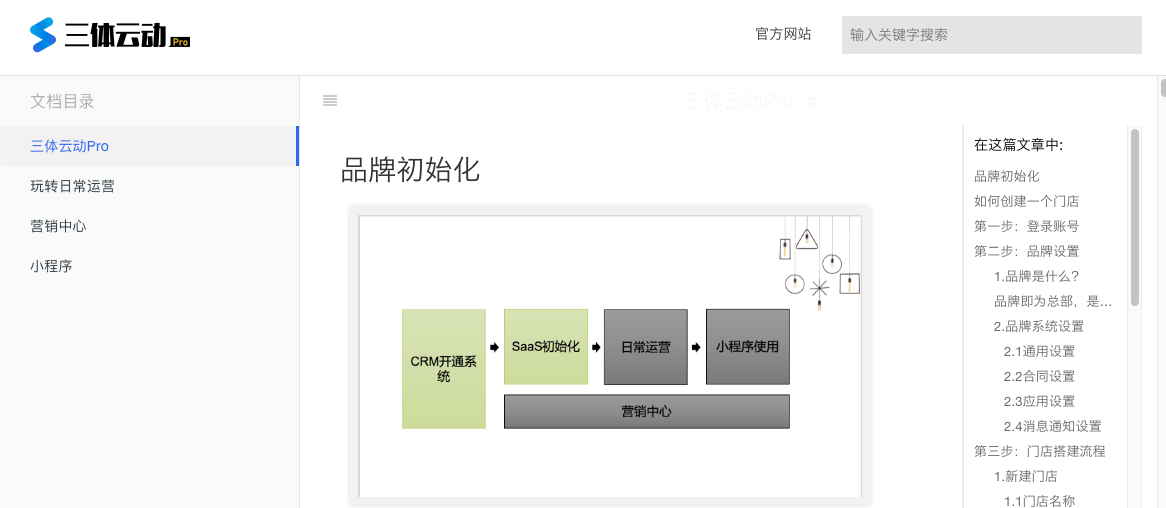 三体云动Pro
官方网站
输入关键字搜索
文档目录
三体云动Pro
玩转日常运营
营销中心
小程序
三体云动Pro #
品牌初始化
CRM开通系
统
SaaS初始化
日常运营
小程序使用
营销中心
在这篇文章中:
品牌初始化
如何创建一个门店
第一步：登录账号
第二步：品牌设置
1.品牌是什么?
品牌即为总部，是...
2.品牌系统设置
2.1通用设置
2.2合同设置
2.3应用设置
2.4消息通知设置
第三步：门店搭建流程
1.新建门店
1.1门店名称